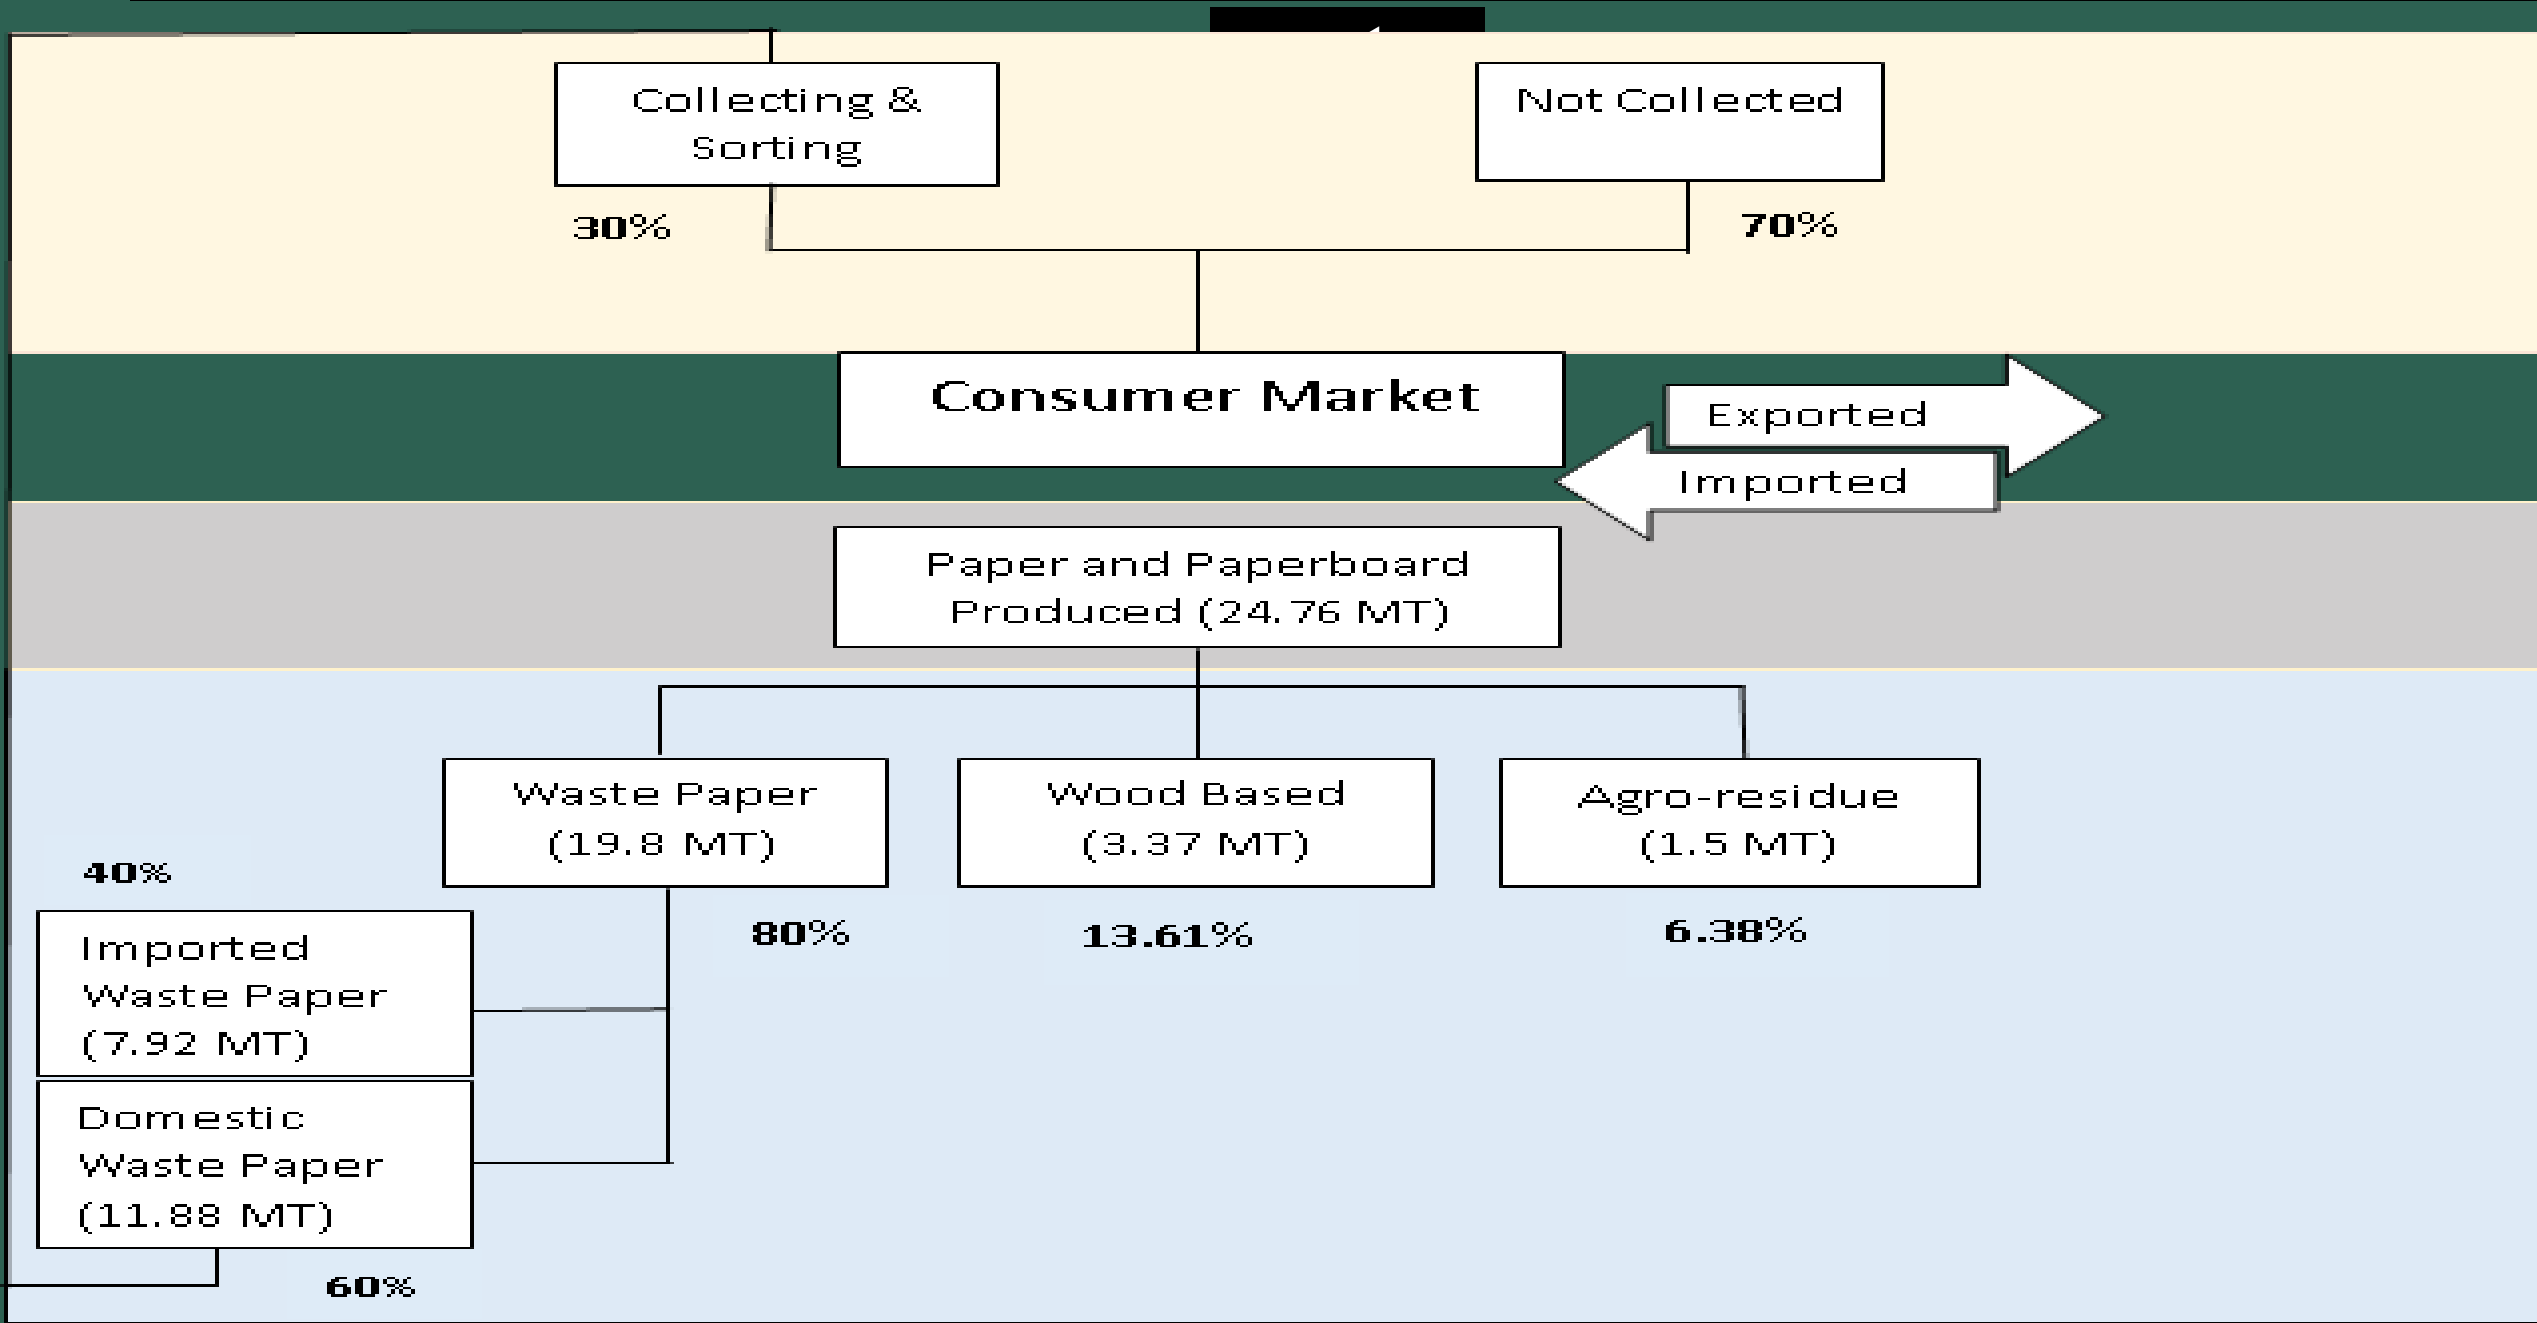 Collecting &
Sorting
Not Collected
30%
70%
Consumer Market
Exported
Imported
Paper and Paperboard
Produced (24.76 MT)
Waste Paper
(19.8 MT)
Wood Based
(3.37 MT)
Agro-residue
(1.5 MT)
40%
80%
13.61%
6.38%
Imported
Waste Paper
(7.92 MT)
Domestic
Waste Paper
(11.88 MT)
60%